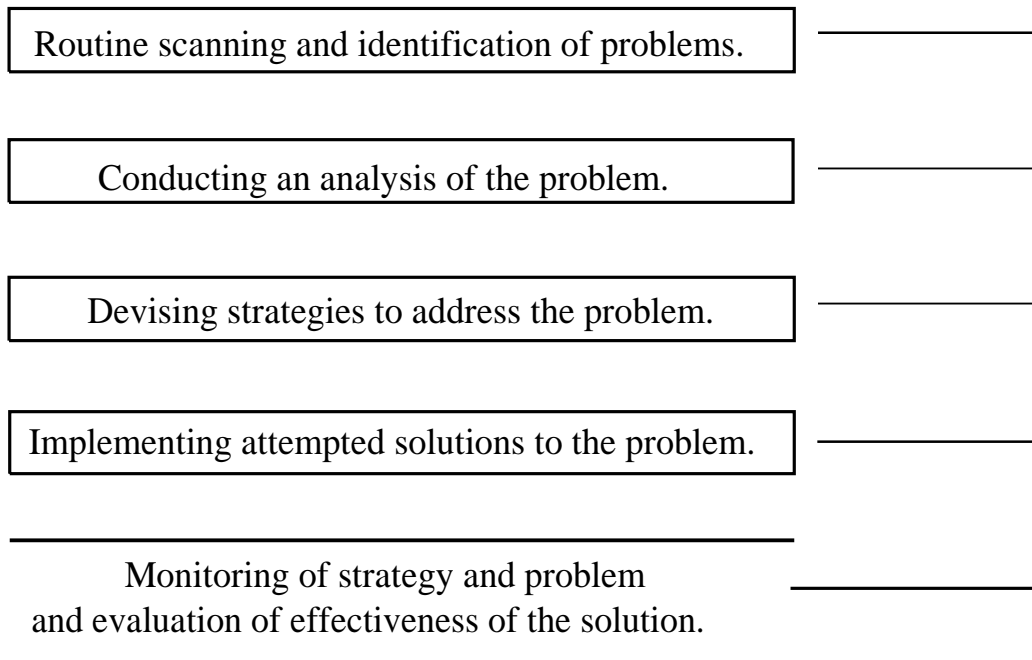 Routine scanning and identification of problems.
Conducting an analysis of the problem.
Devising strategies to address the problem.
Implementing attempted solutions to the problem.
Monitoring of strategy and problem
and evaluation of effectiveness of the solution.